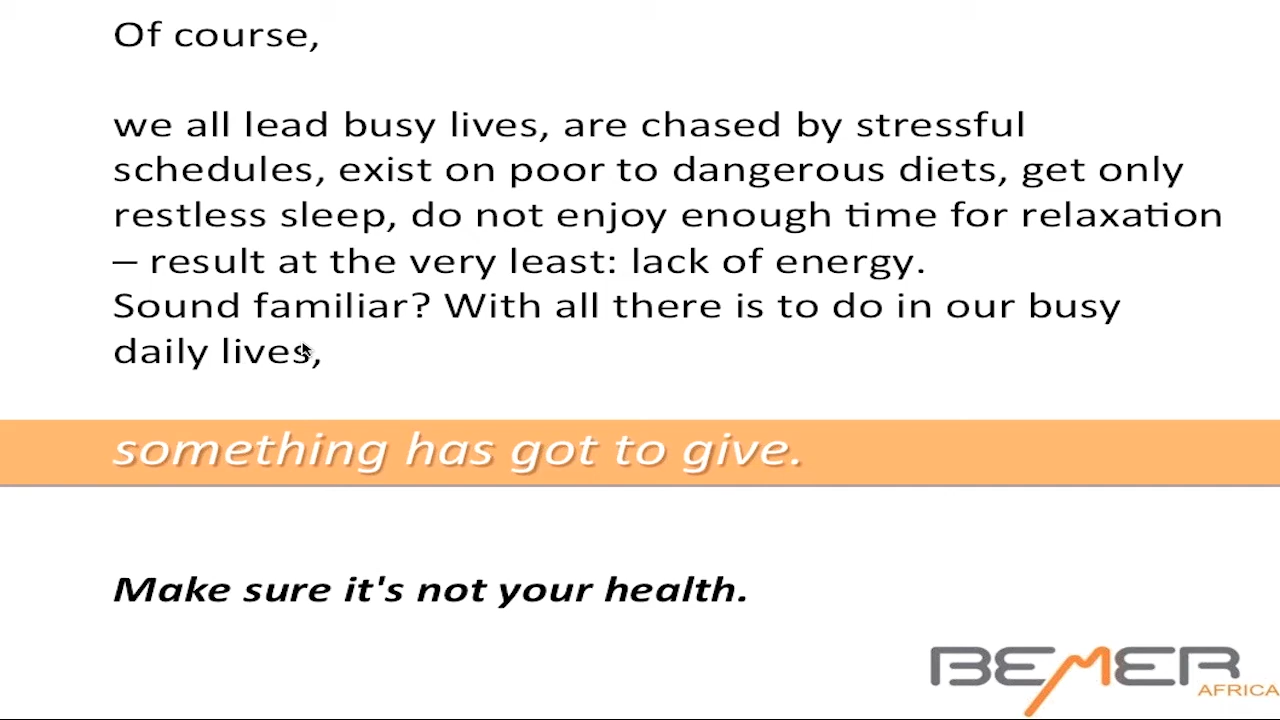 Of course,
we all lead busy lives, are chased by stressful
schedules, exist on poor to dangerous diets, get only
restless sleep, do not enjoy enough time for relaxation
– result at the very least: lack of energy.
Sound familiar? With all there is to do in our busy
daily lives,
something has got to give.
Make sure it's not your health.
BEMER
AFRICA